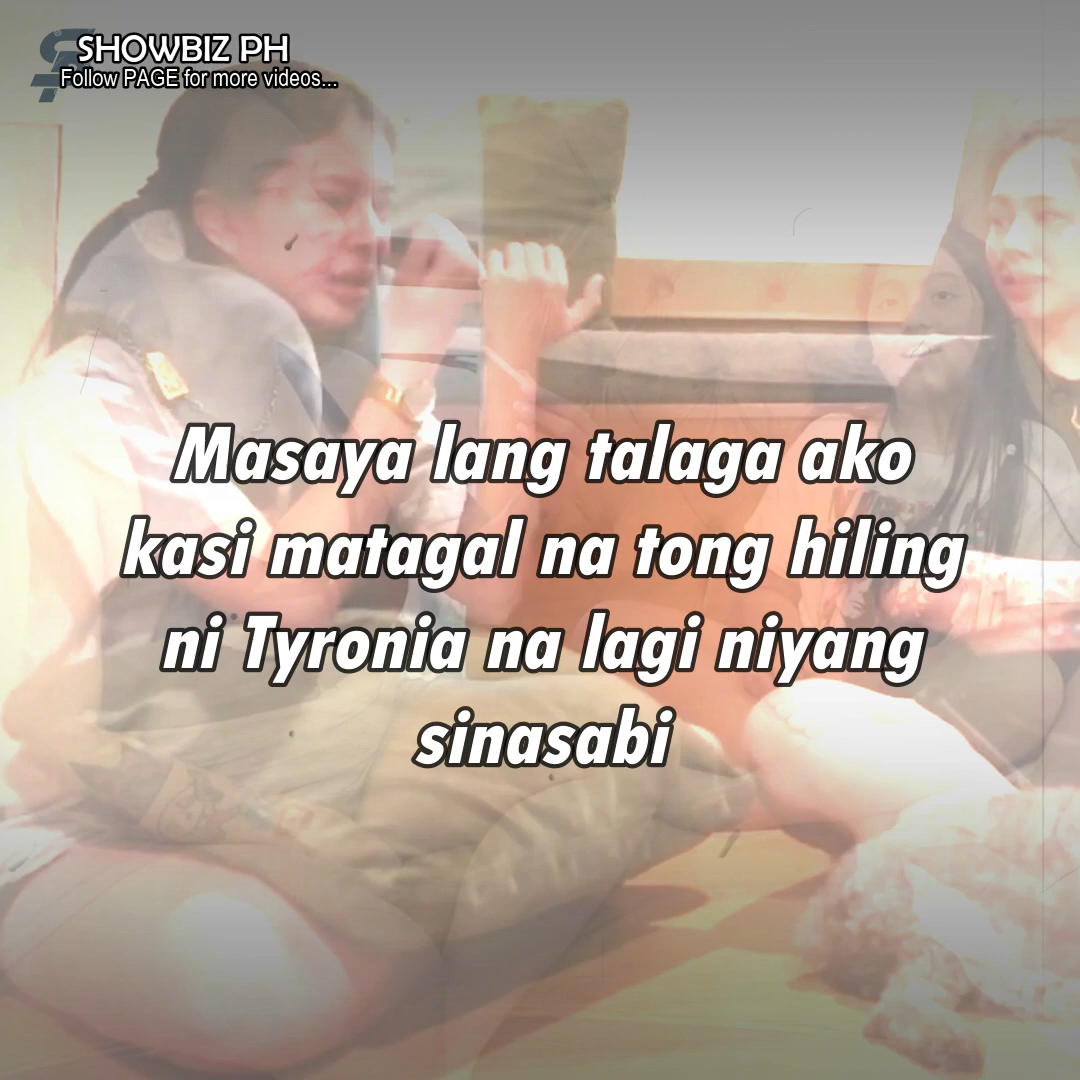 SHOWBIZ PH
Follow PAGE for more videos...
Masaya lang talaga ako
kasi matagal na tong hiling
ni Tyronia na lagi niyang
sinasabi